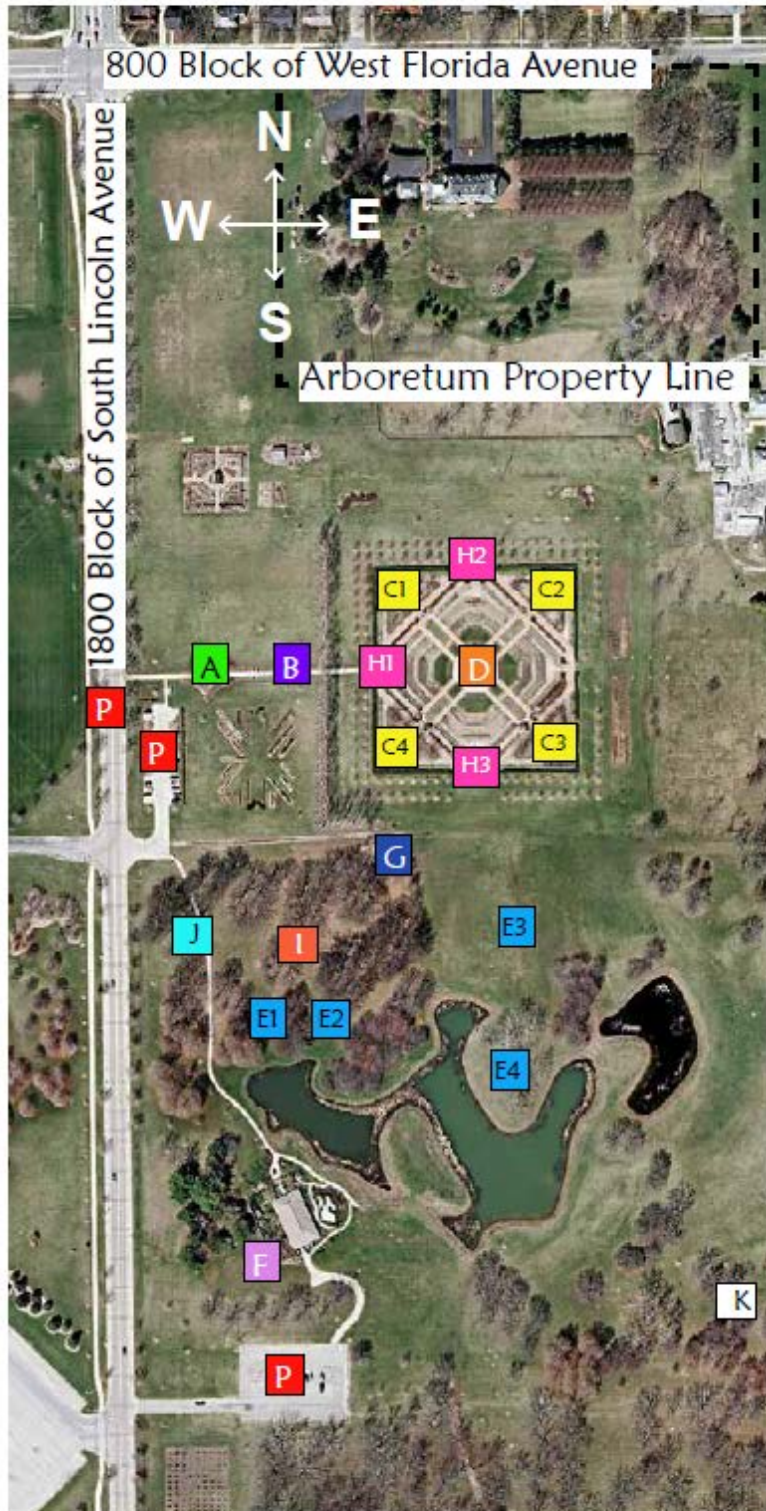 800 Block of West Florida Avenue
1800 Block of South Lincoln Avenue
N
W
E
S
Arboretum Property Line
H2
C1
C2
A
B
H1
D
P
P
C4
C3
H3
G
J
I
E3
E1
E2
E4
F
K
P